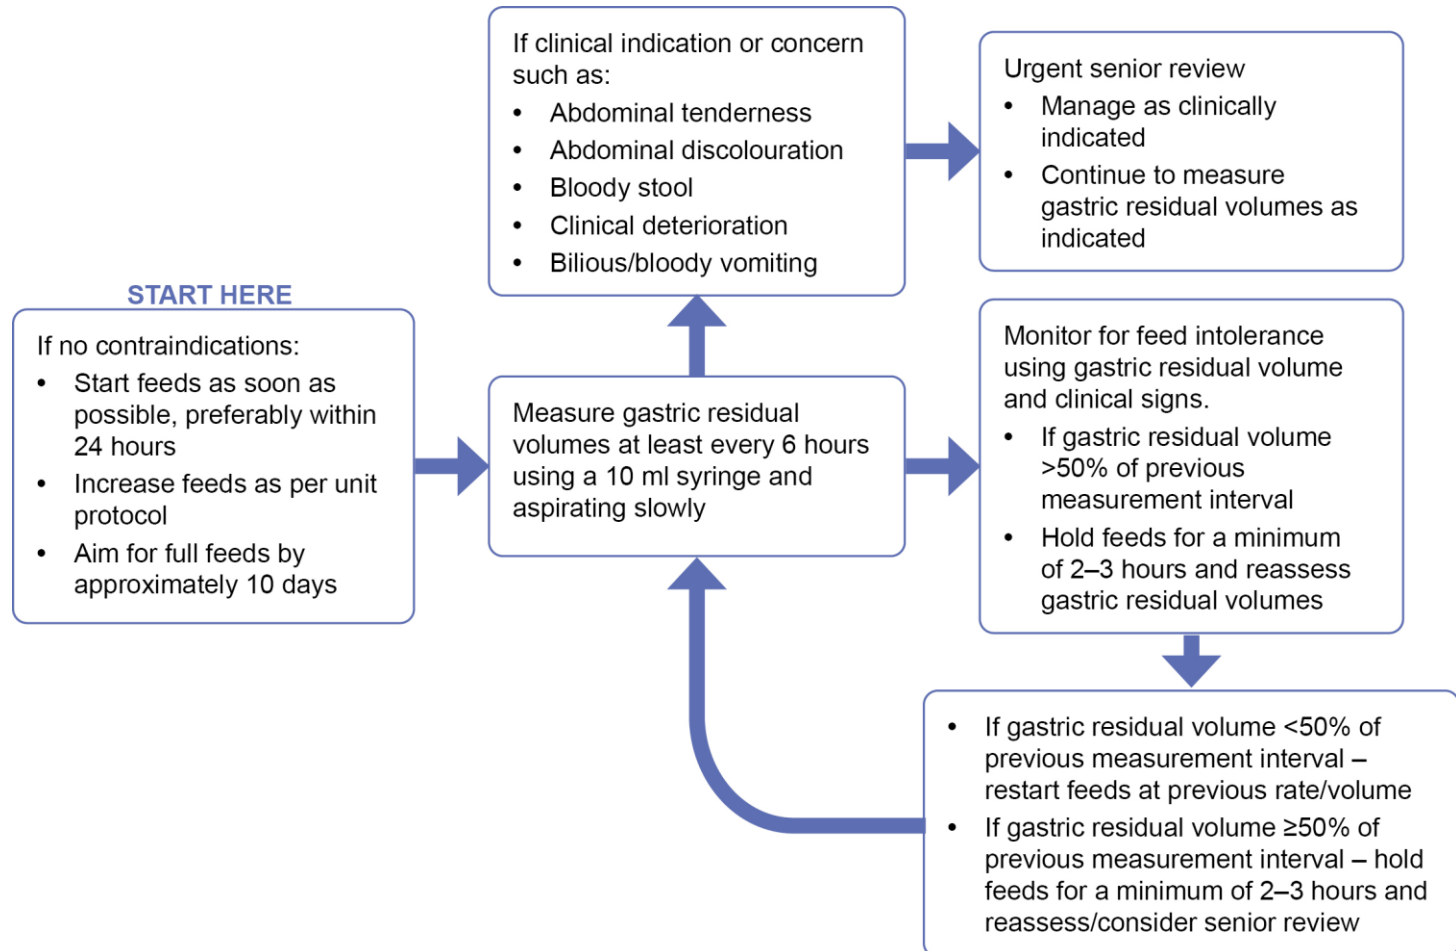 START HERE
If no contraindications:
• Start feeds as soon as
possible, preferably within
24 hours
• Increase feeds as per unit
protocol
• Aim for full feeds by
approximately 10 days
Measure gastric residual
volumes at least every 6 hours
using a 10 ml syringe and
aspirating slowly
If clinical indication or concern
such as:
• Abdominal tenderness
• Abdominal discolouration
• Bloody stool
• Clinical deterioration
• Bilious/bloody vomiting
Urgent senior review
• Manage as clinically
indicated
• Continue to measure
gastric residual volumes as
indicated
Monitor for feed intolerance
using gastric residual volume
and clinical signs.
• If gastric residual volume
>50% of previous
measurement interval
• Hold feeds for a minimum
of 2–3 hours and reassess
gastric residual volumes
• If gastric residual volume <50% of
previous measurement interval –
restart feeds at previous rate/volume
• If gastric residual volume ≥50% of
previous measurement interval – hold
feeds for a minimum of 2–3 hours and
reassess/consider senior review